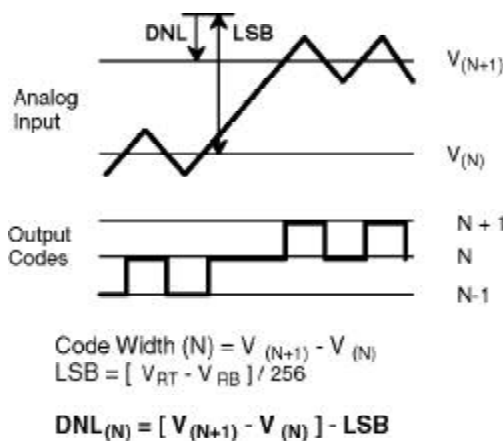 DNL LSB
V(N+1)
Analog
Input
V(N)
N + 1
Output
Codes
N
N-1
Code Width (N) = V (N+1) - V (N)
LSB = [ VRT - VRB ] / 256
DNL(N) = [ V(N+1) - V(N) ] - LSB